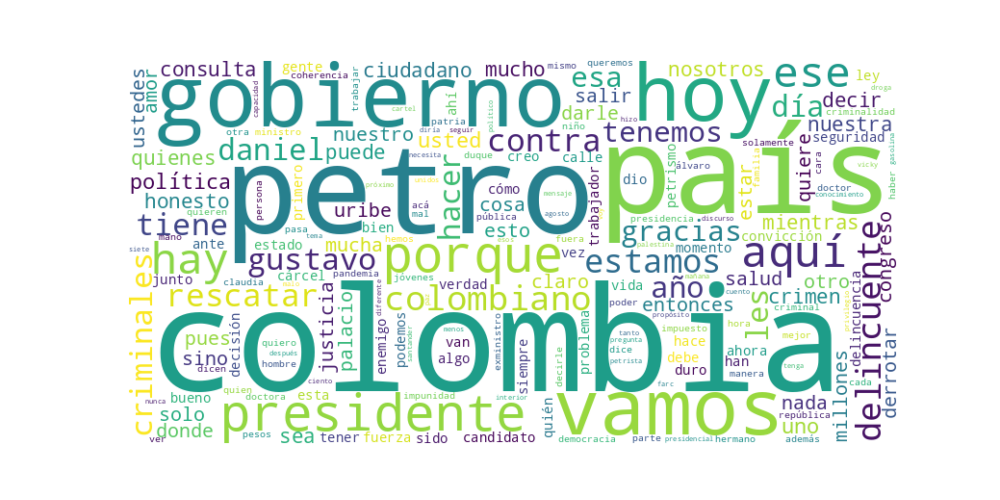 consulta gente ciudadano mucho mismo queremos nosotros ese ley
coherencia esa droga
ustedes amor gobierno capacidad trabajar salir hoy día decir
cárcel ahí político darle criminalidad
otra ministro patria niño hizo nuestra
nuestro contra tenemos seguridad
quienes daniel puede diría seguir usted solamente quiere
necesita duque creo calle álvaro cara vicky haber gasolina
política primero petro hacer cómo mensaje dio petrismo país estar familia doctor conocimiento
honesto persona próximo unidos cosa trabajador
quieren uribe acá mal pública agosto presidencia discurso mientras
tiene pasa tema bien esto gracias convicción congreso
siete mano ante estado mucha hemos porque fuera vez palestina momento aquí
hay gustavo estamos
junto claudia cárcel pandemia jóvenes verdad claro vida año mañana salud otro
criminales rescatar justicia palacio diferente colombiano problema poder entonces les cuento crimen privilegios delincuencia delincuente
pues quiero enemigo podemos menos van exministro propósito impuesto hora criminal
sino decisión después santander algo siempre tanto pregunta dice hace ahora mejor derrotar
dicen hombre colombia decirle petrista debe duro han manera tenga cada
bueno quien doctora esta ciento impunidad interior farc nada millones
nunca solo presidente quién vamos república
donde pesos sea tener fuerza sido candidato democracia parte presidencial hermano uno además
ver